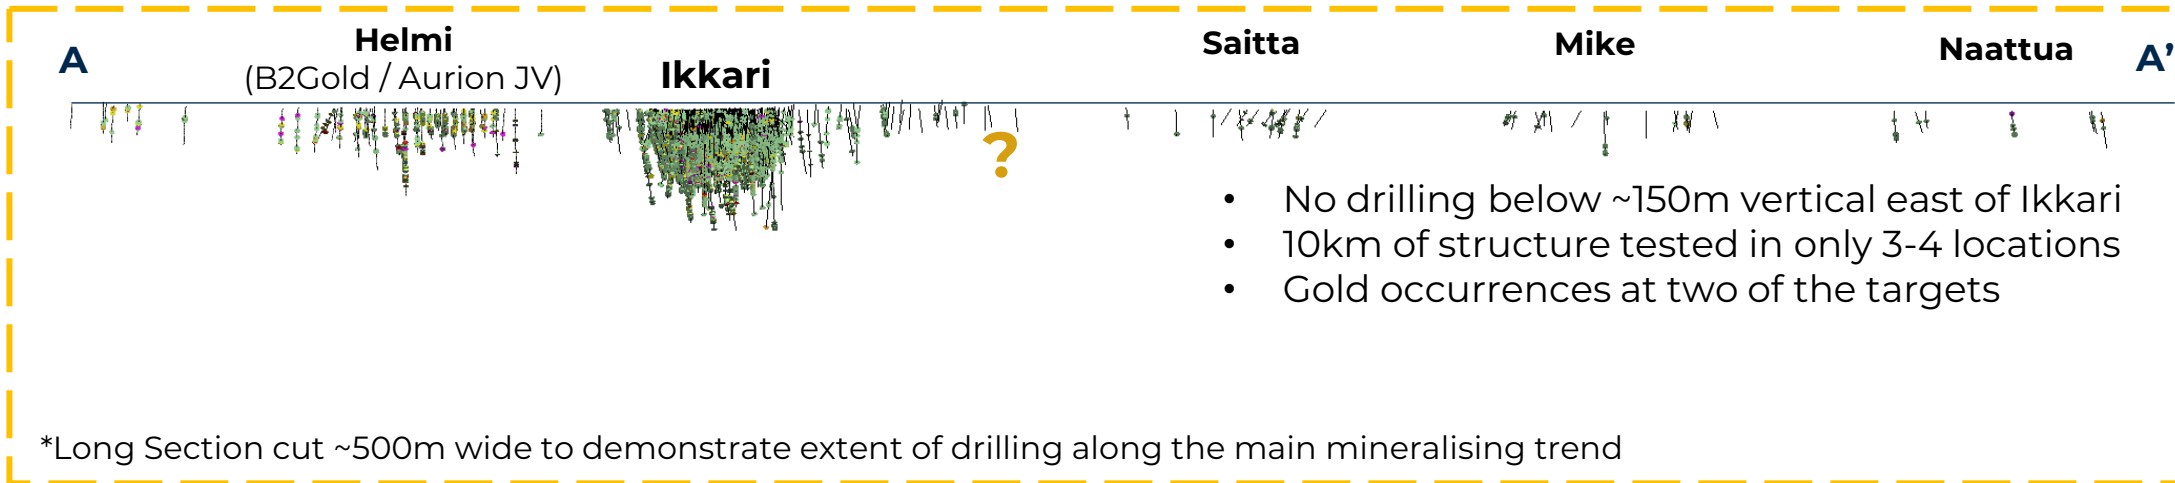 A
Helmi
(B2Gold / Aurion JV)
Ikkari
Saitta
Mike
Naattua
A’
?
• No drilling below ~150m vertical east of Ikkari
• 10km of structure tested in only 3-4 locations
• Gold occurrences at two of the targets
*Long Section cut ~500m wide to demonstrate extent of drilling along the main mineralising trend